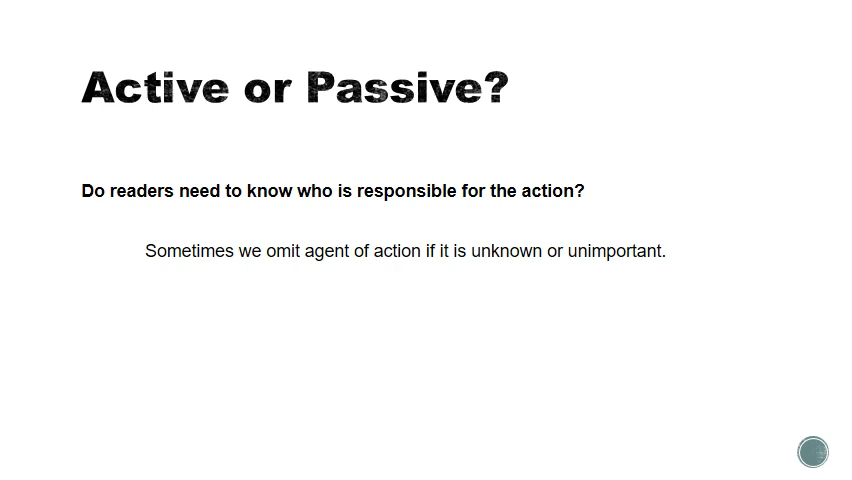 Active or Passive?
Do readers need to know who is responsible for the action?
Sometimes we omit agent of action if it is unknown or unimportant.